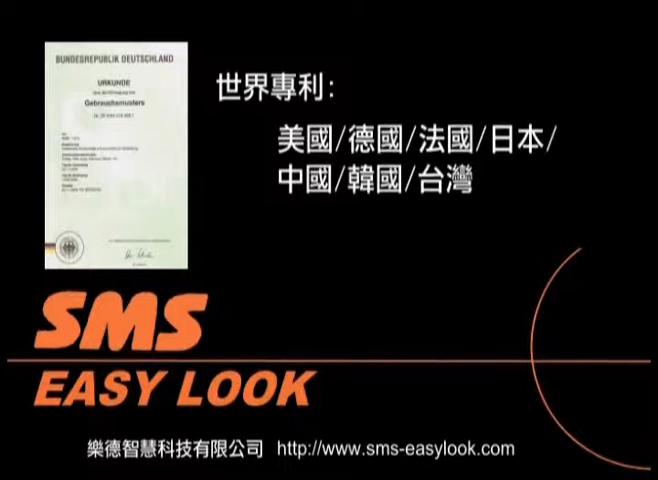 BUNDESREPUBLIK DEUTSCHLAND
URKUNDE
Gebrauchsmusters
世界專利:
美國/德國/法國/日本/
中國/韓國/台灣
SMS
EASY LOOK
樂德智慧科技有限公司 http://www.sms-easylook.com